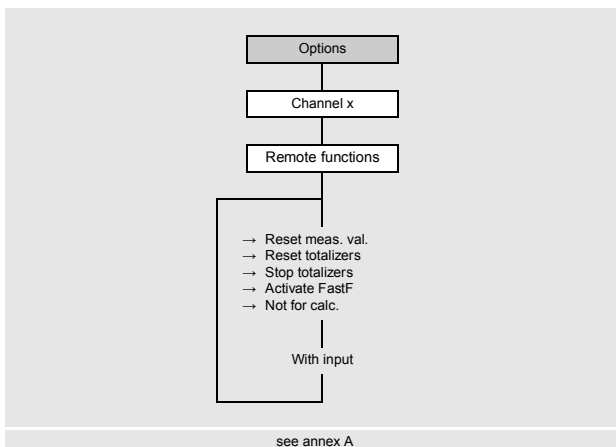 Options
Channel x
Remote functions
→ Reset meas. val.
→ Reset totalizers
→ Stop totalizers
→ Activate FastF
→ Not for calc.
With input
see annex A